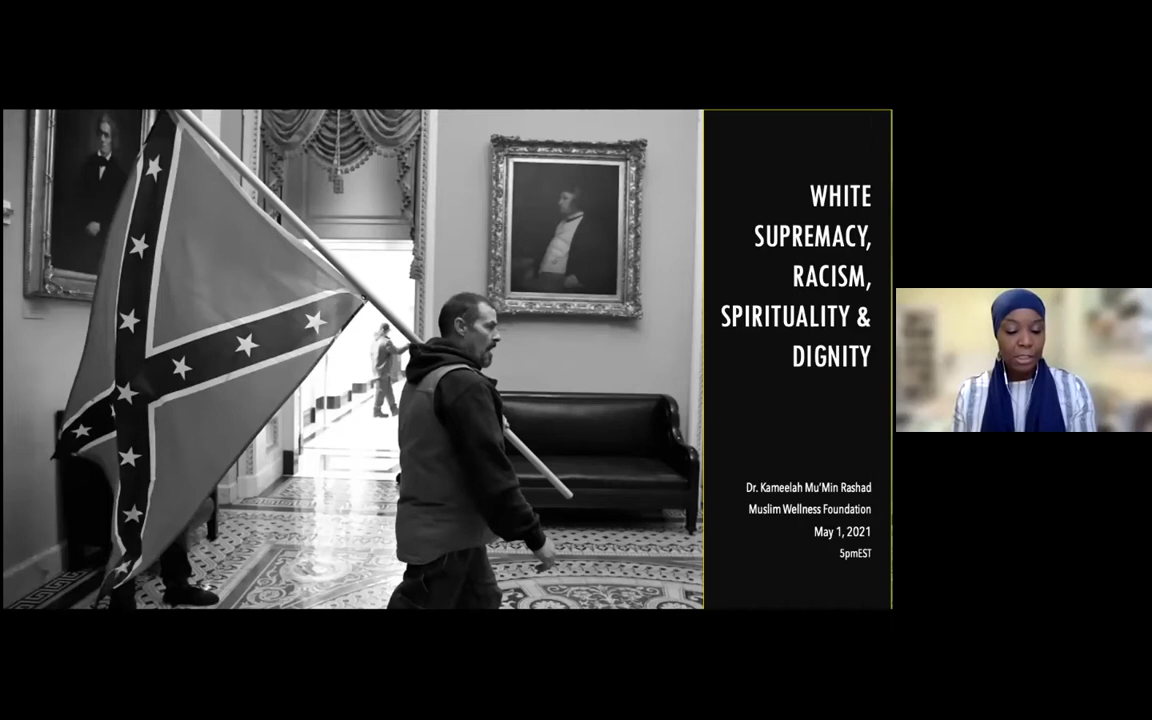 WHITE
SUPREMACY,
RACISM,
SPIRITUALITY &
DIGNITY
Dr. Kameelah Mu’Min Rashad
Muslim Wellness Foundation
May 1, 2021
5pmEST